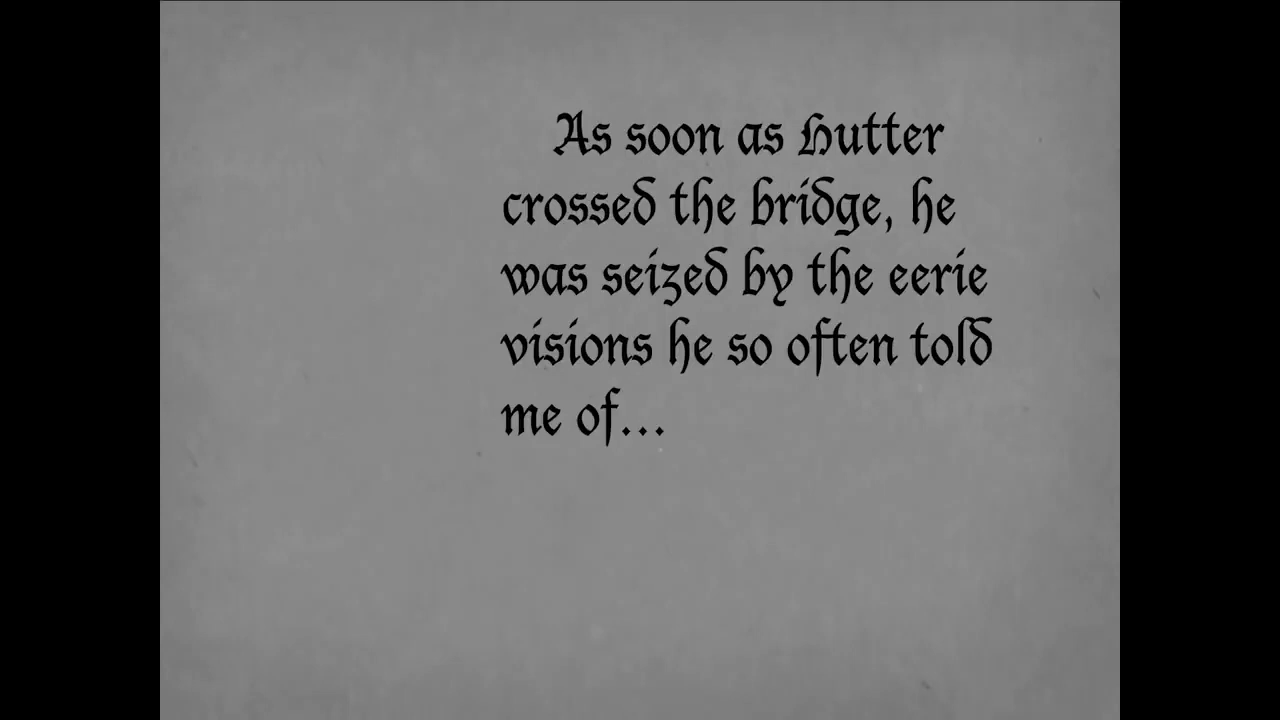 As soon as Hutter
crossed the bridge, he
was seized by the eerie
visions he so often told
me of...